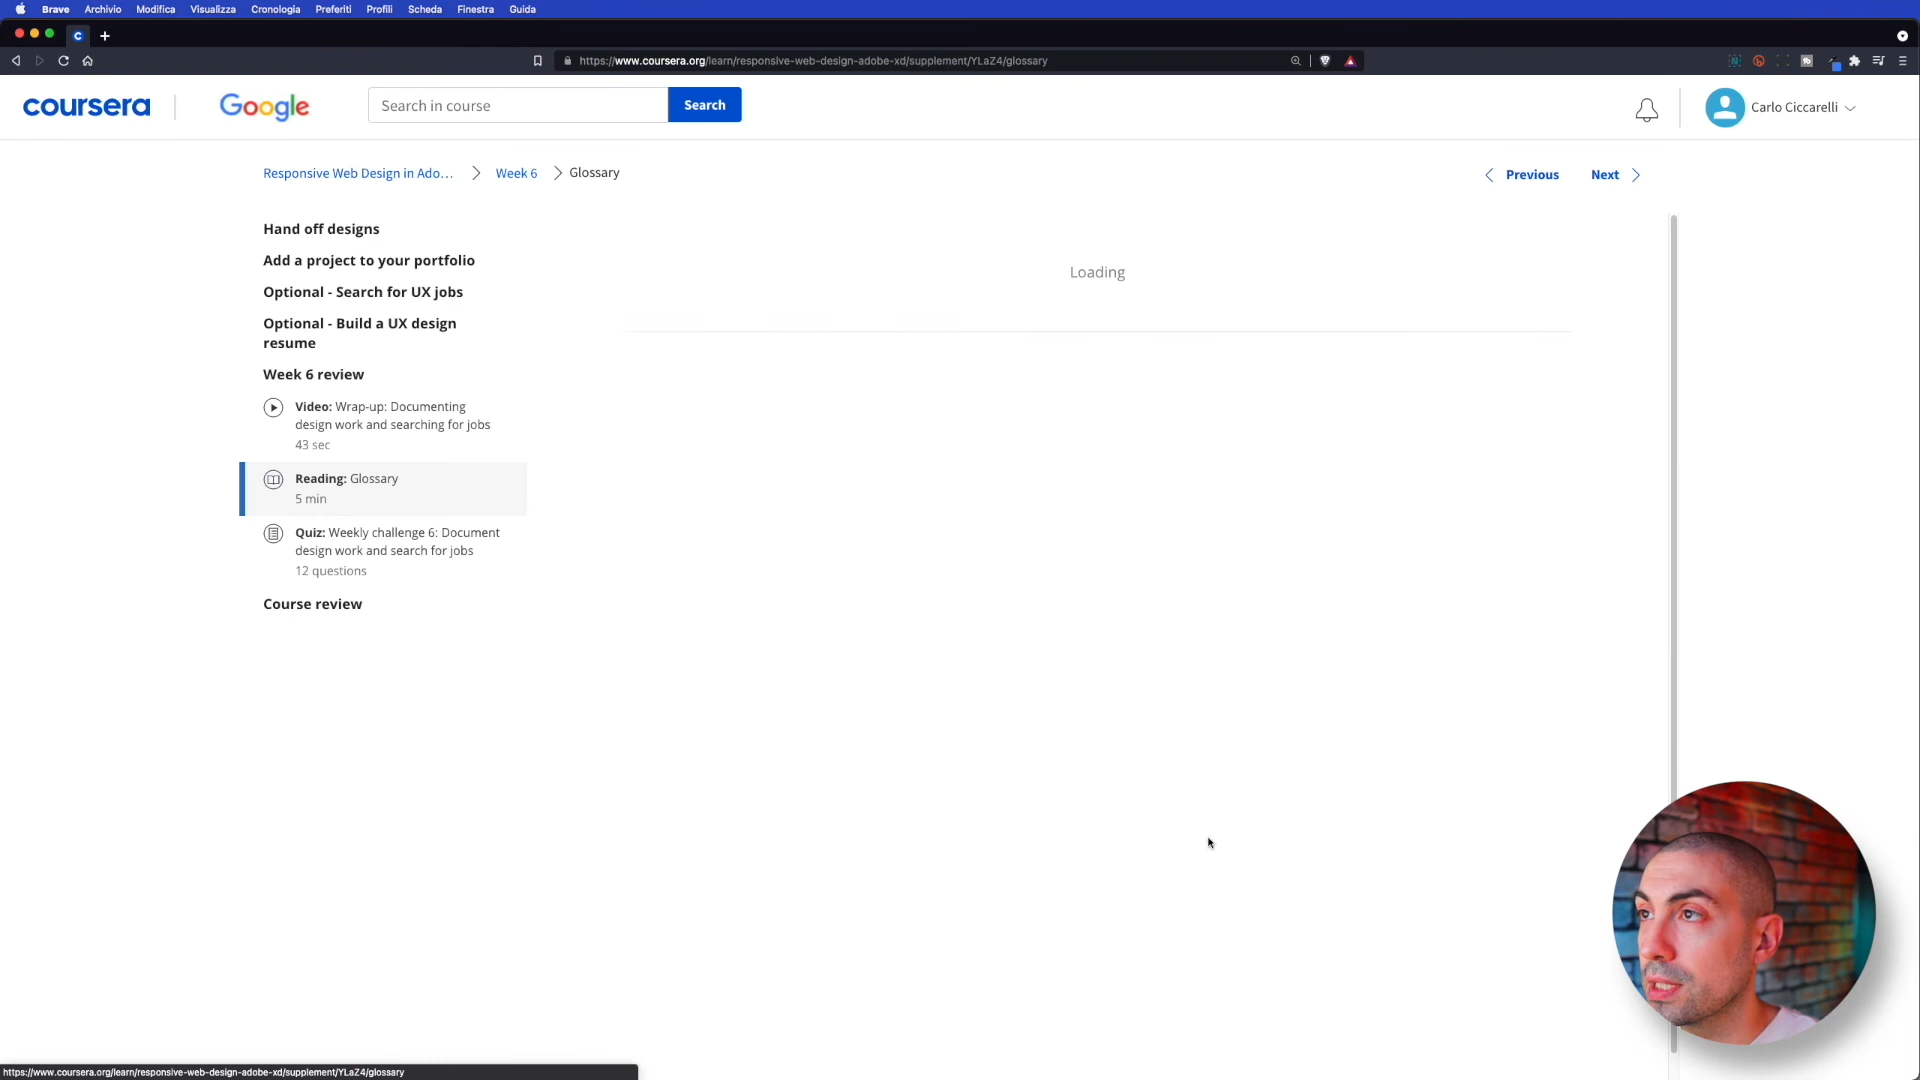 Brave Archivio Modifica Visualizza Cronologia Preferiti Profili Scheda Finestra Guida
https://www.coursera.org/learn/responsive-web-design-adobe-xd/supplement/YLaZ4/glossary
coursera
Google
Search in course
Search
Carlo Ciccarelli
Responsive Web Design in Ado...
Week 6
Glossary
Previous
Next
Hand off designs
Add a project to your portfolio
Optional - Search for UX jobs
Optional - Build a UX design
resume
Week 6 review
Video: Wrap-up: Documenting
design work and searching for jobs
43 sec
Reading: Glossary
5 min
Quiz: Weekly challenge 6: Document
design work and search for jobs
12 questions
Course review
Loading
https://www.coursera.org/learn/responsive-web-design-adobe-xd/supplement/YLaZ4/glossary